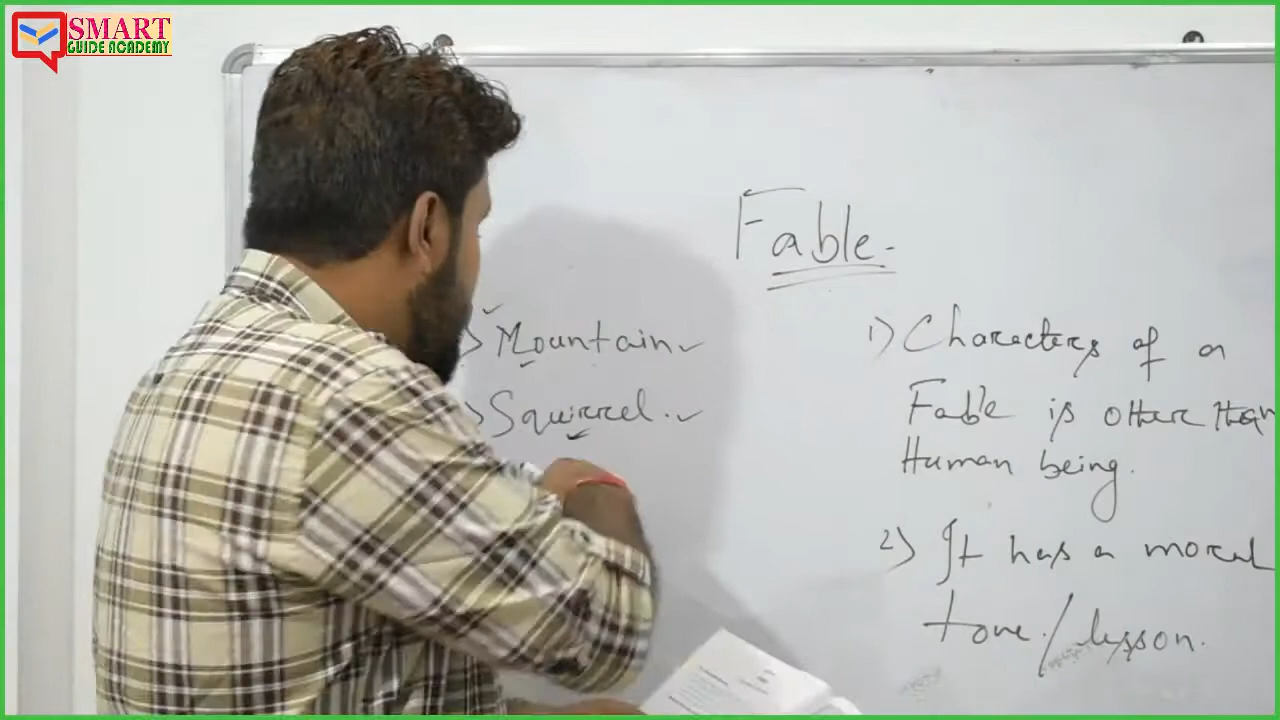 SMART
GUIDE ACADEMY
Fable.
Mountain
Squirrel.
1) Characters of a
Fable is other than
Human being.
2) It has a moral
tone./lesson.